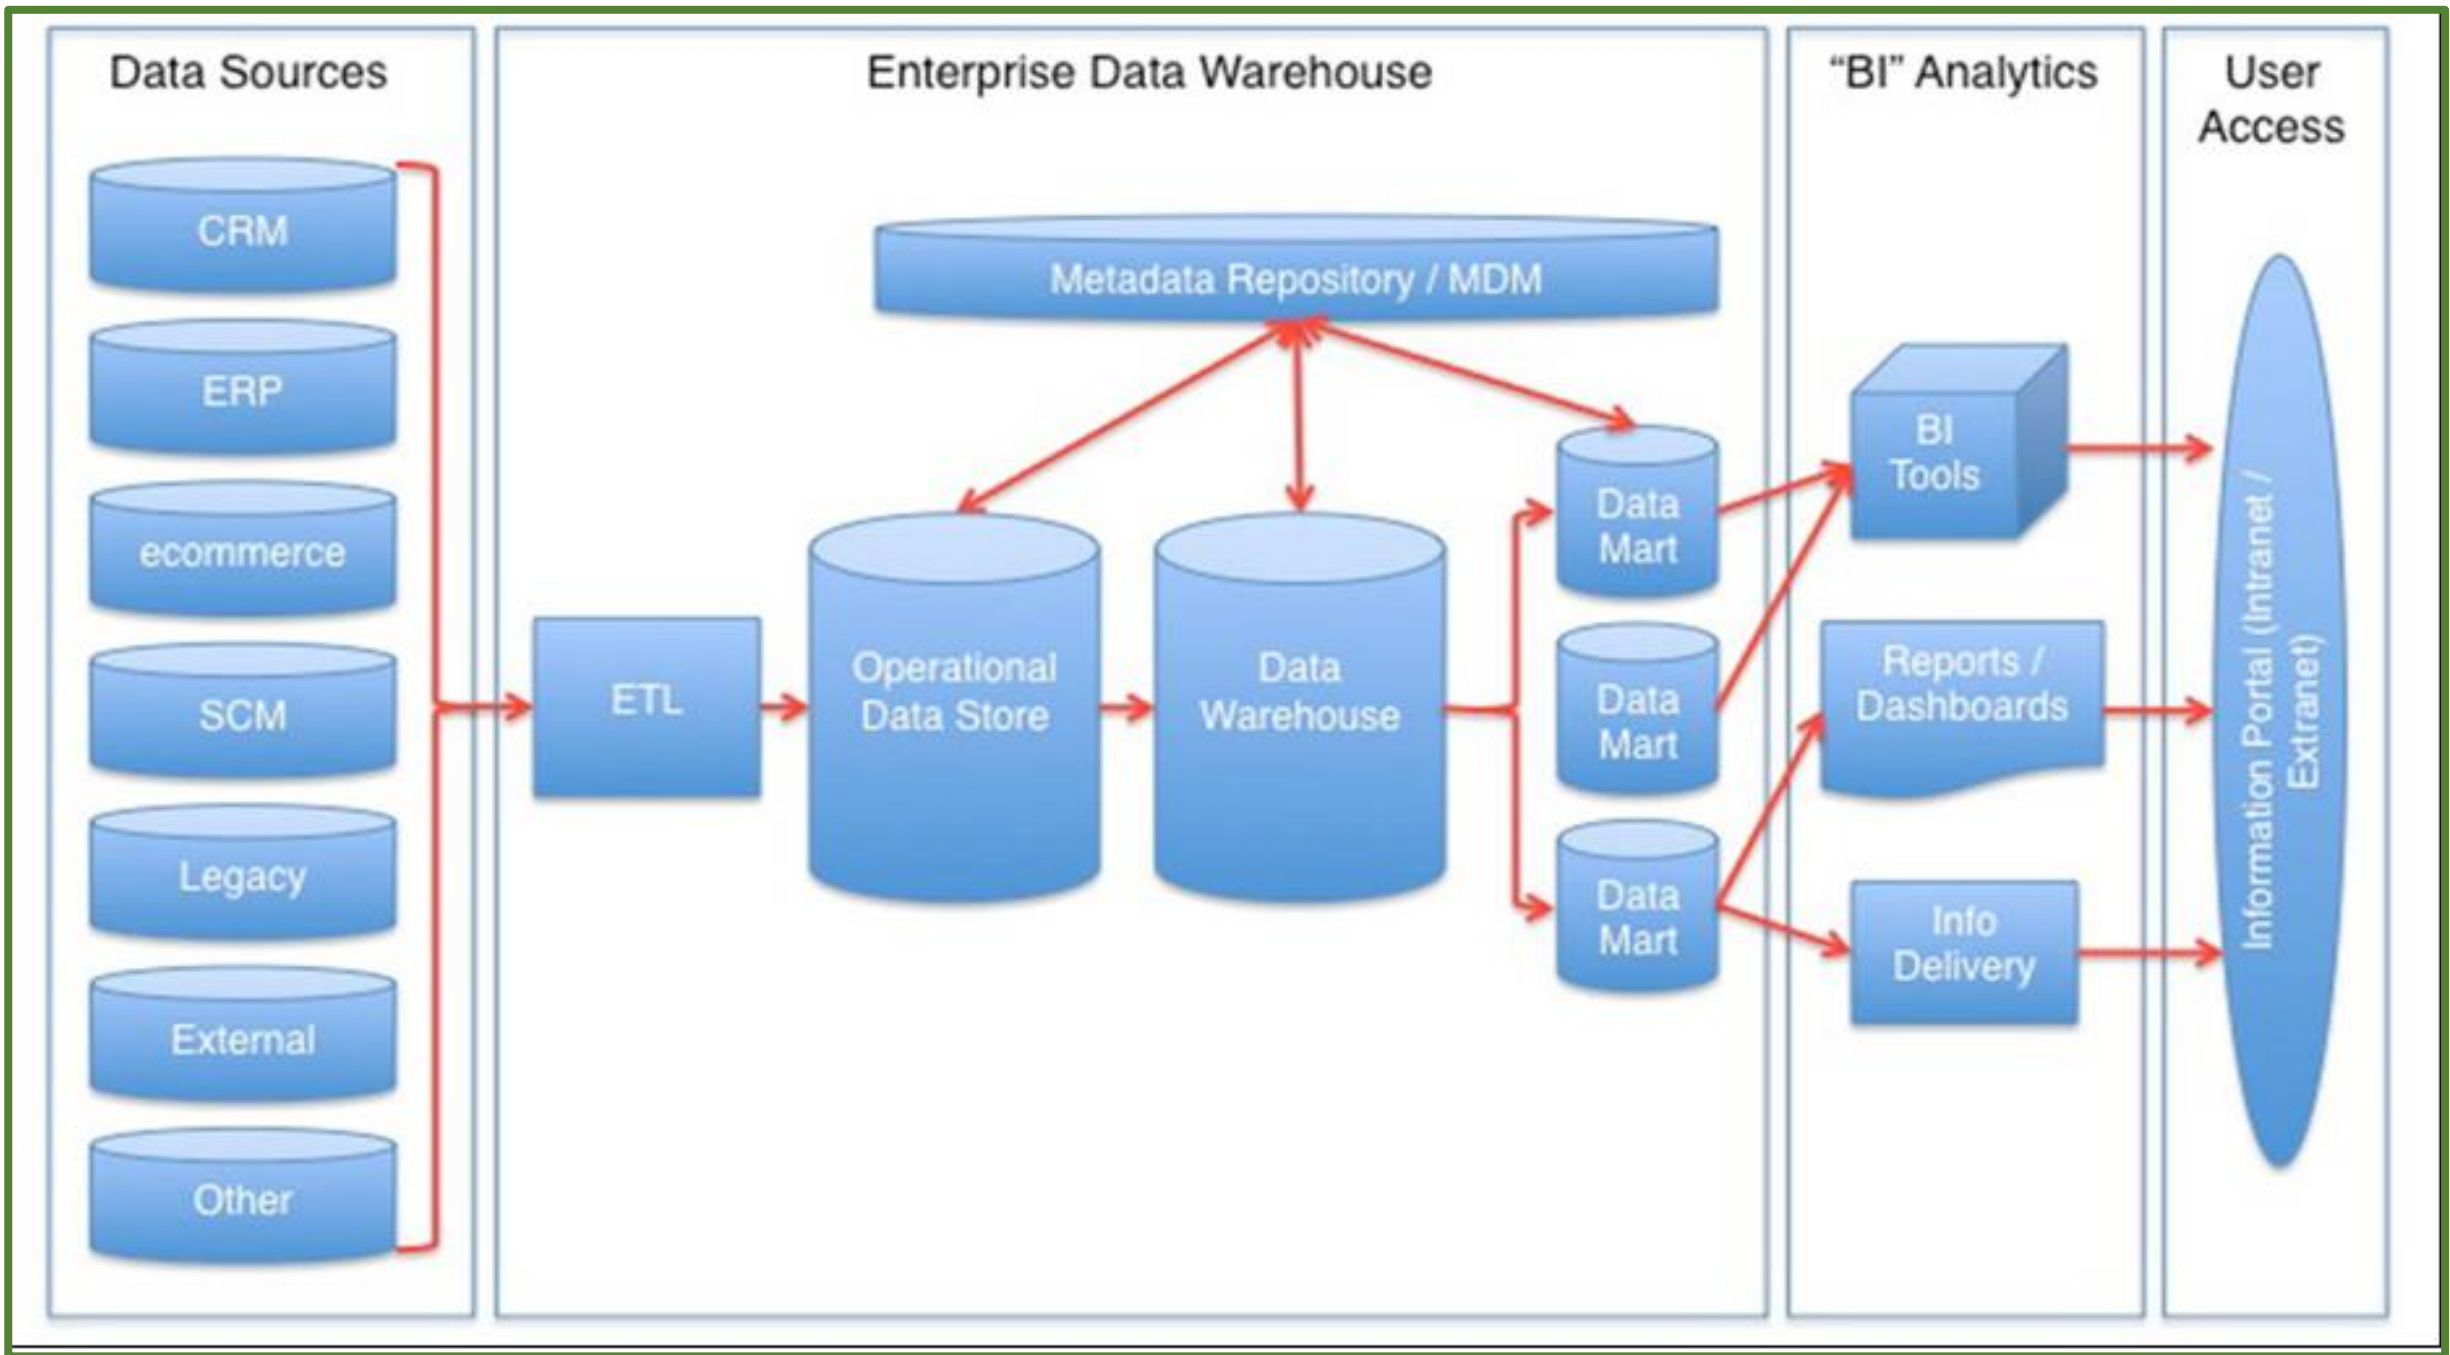 Data Sources
CRM
ERP
ecommerce
SCM
Legacy
External
Other
Enterprise Data Warehouse
Metadata Repository / MDM
ETL
Operational
Data Store
Data
Warehouse
Data
Mart
Data
Mart
Data
Mart
“BI” Analytics
BI
Tools
Reports /
Dashboards
Info
Delivery
User
Access
Information Portal (Intranet /
Extranet)